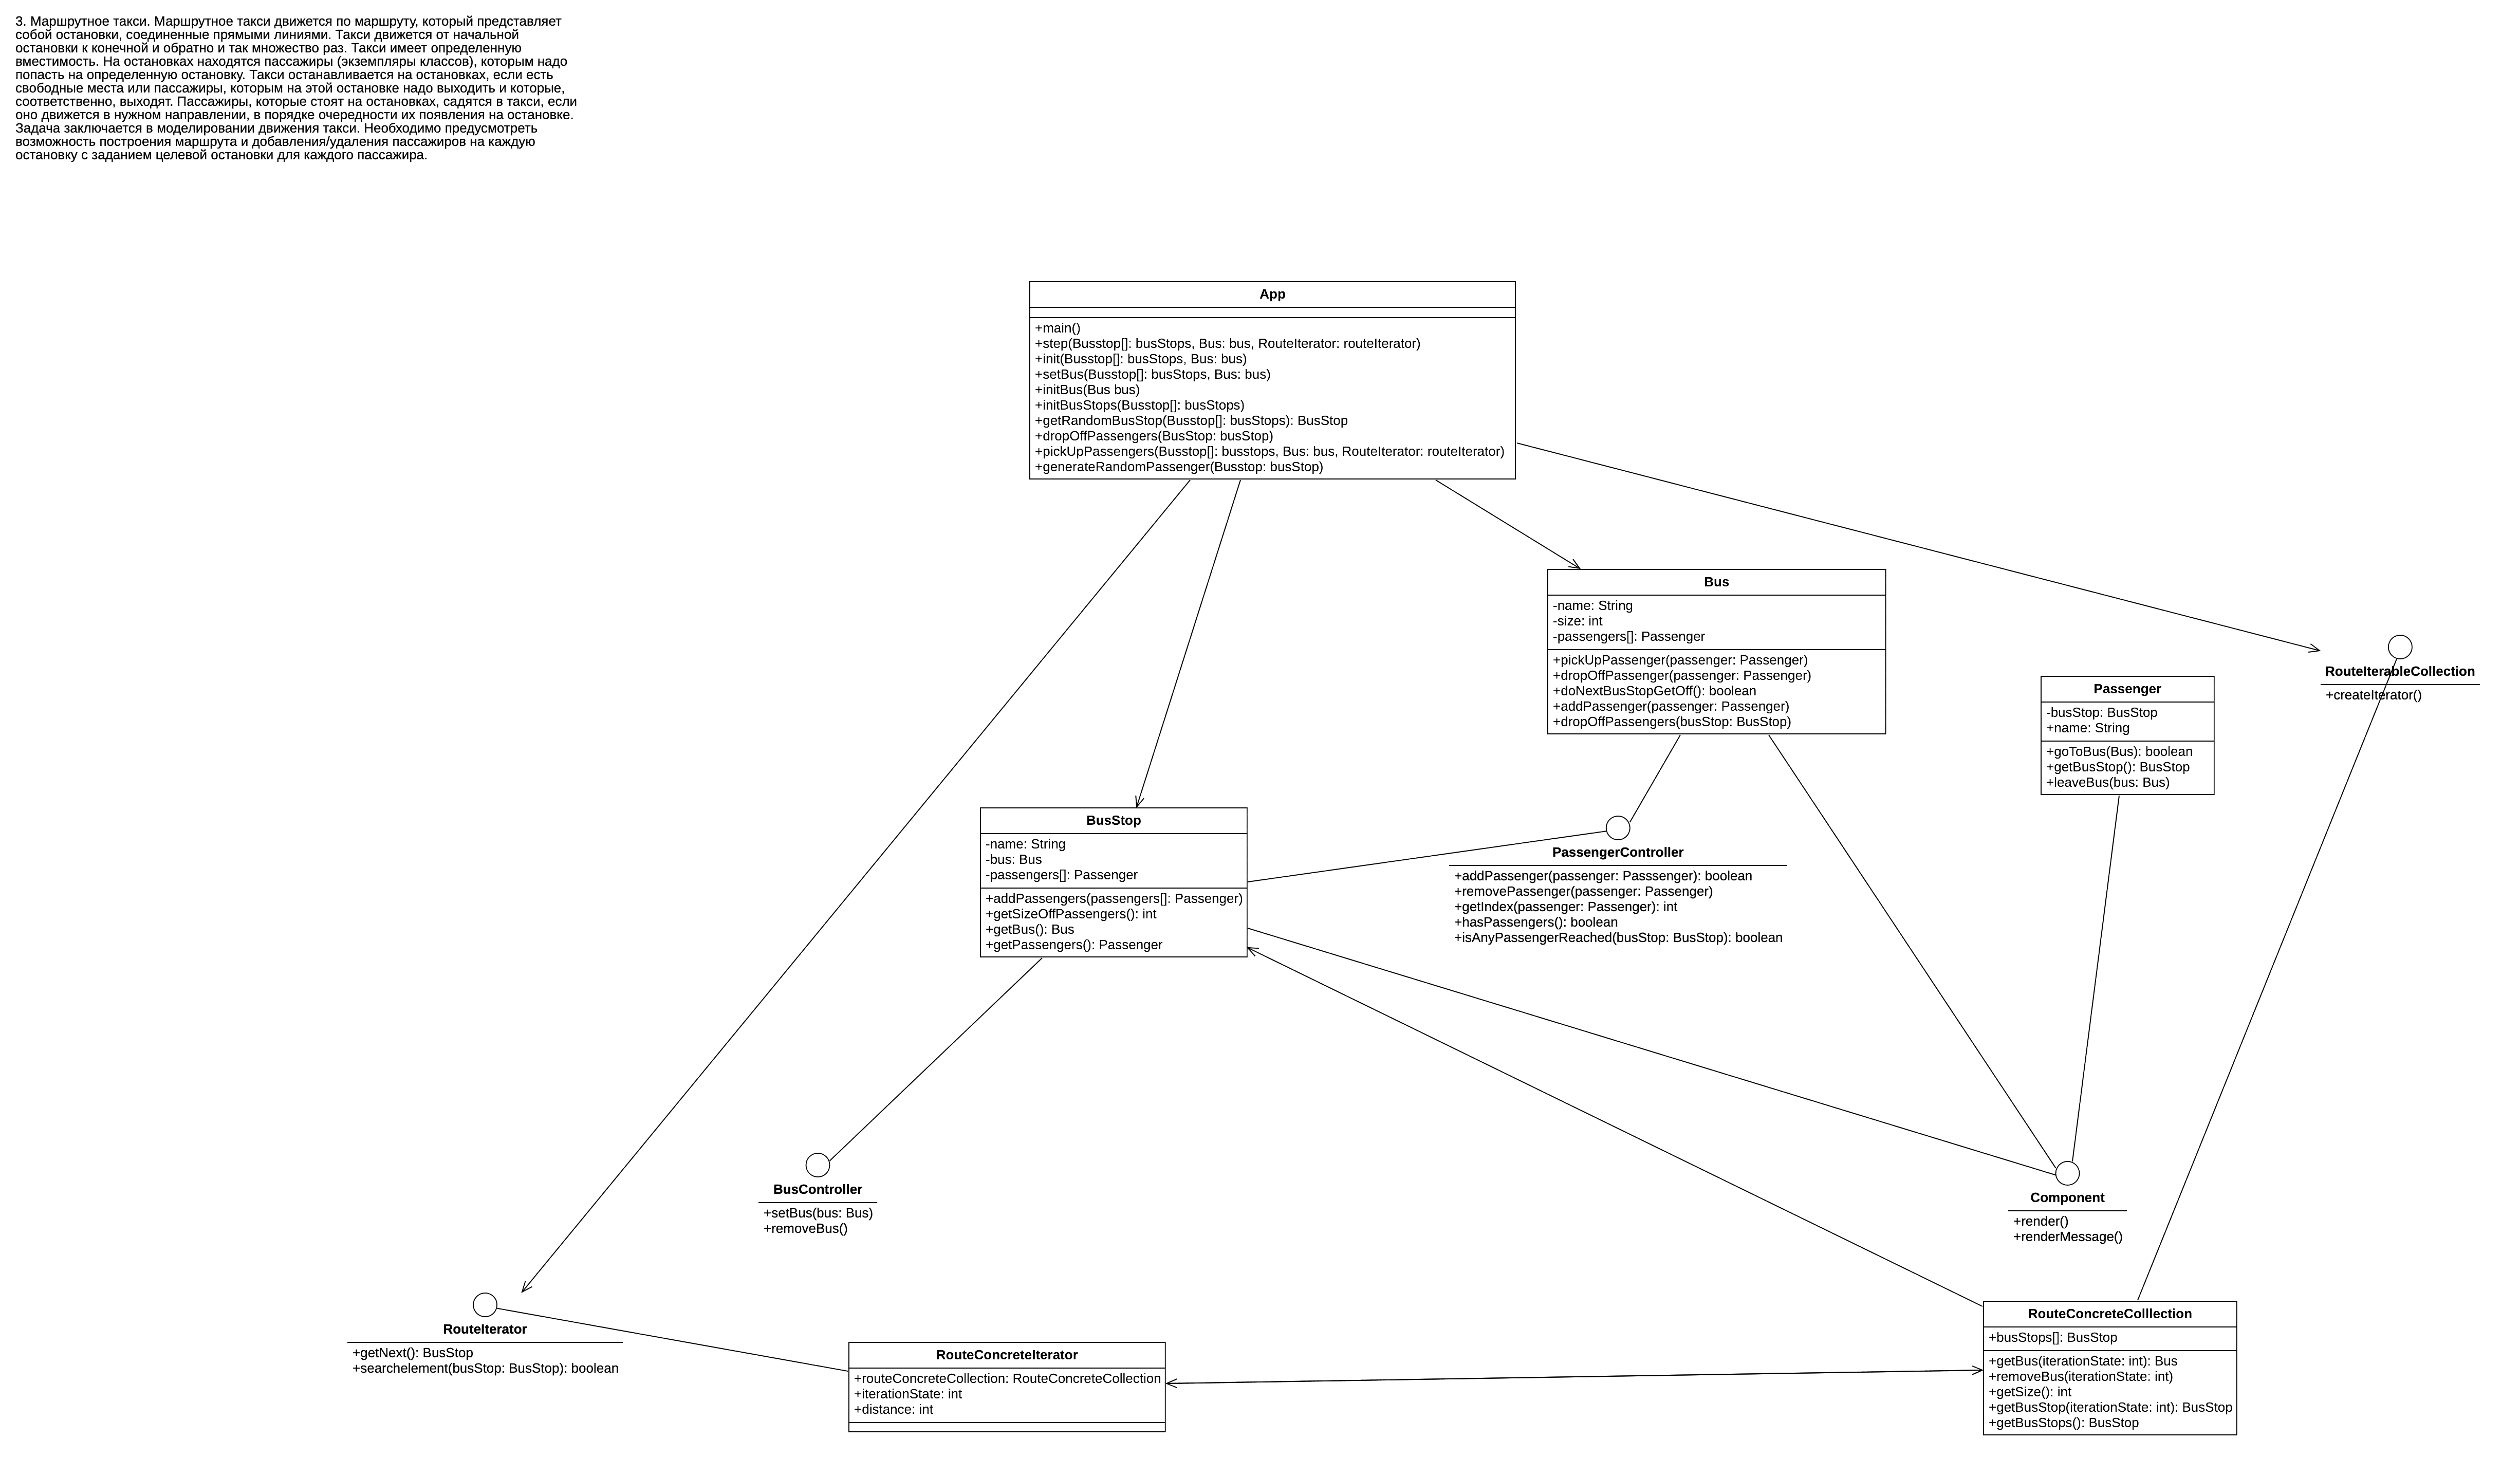 3. Маршрутное такси. Маршрутное такси движется по маршруту, который представляет
собой остановки, соединенные прямыми линиями. Такси движется от начальной
остановки к конечной и обратно и так множество раз. Такси имеет определенную
вместимость. На остановках находятся пассажиры (экземпляры классов), которым надо
попасть на определенную остановку. Такси останавливается на остановках, если есть
свободные места или пассажиры, которым на этой остановке надо выходить и которые,
соответственно, выходят. Пассажиры, которые стоят на остановках, садятся в такси, если
оно движется в нужном направлении, в порядке очередности их появления на остановке.
Задача заключается в моделировании движения такси. Необходимо предусмотреть
возможность построения маршрута и добавления/удаления пассажиров на каждую
остановку с заданием целевой остановки для каждого пассажира.
App
+main()
+step(Busstop[]: busStops, Bus: bus, RouteIterator: routeIterator)
+init(Busstop[]: busStops, Bus: bus)
+setBus(Busstop[]: busStops, Bus: bus)
+initBus(Bus bus)
+initBusStops(Busstop[]: busStops)
+getRandomBusStop(Busstop[]: busStops): BusStop
+dropOffPassengers(BusStop: busStop)
+pickUpPassengers(Busstop[]: busstops, Bus: bus, RouteIterator: routeIterator)
+generateRandomPassenger(Busstop: busStop)
Bus
-name: String
-size: int
-passengers[]: Passenger
+pickUpPassenger(passenger: Passenger)
+dropOffPassenger(passenger: Passenger)
+doNextBusStopGetOff(): boolean
+addPassenger(passenger: Passenger)
+dropOffPassengers(busStop: BusStop)
RouteIterableCollection
+createIterator()
Passenger
-busStop: BusStop
+name: String
+goToBus(Bus): boolean
+getBusStop(): BusStop
+leaveBus(bus: Bus)
BusStop
-name: String
-bus: Bus
-passengers[]: Passenger
+addPassengers(passengers[]: Passenger)
+getSizeOffPassengers(): int
+getBus(): Bus
+getPassengers(): Passenger
PassengerController
+addPassenger(passenger: Passsenger): boolean
+removePassenger(passenger: Passenger)
+getIndex(passenger: Passenger): int
+hasPassengers(): boolean
+isAnyPassengerReached(busStop: BusStop): boolean
BusController
+setBus(bus: Bus)
+removeBus()
Component
+render()
+renderMessage()
RouteIterator
+getNext(): BusStop
+searchelement(busStop: BusStop): boolean
RouteConcreteIterator
+routeConcreteCollection: RouteConcreteCollection
+iterationState: int
+distance: int
RouteConcreteColllection
+busStops[]: BusStop
+getBus(iterationState: int): Bus
+removeBus(iterationState: int)
+getSize(): int
+getBusStop(iterationState: int): BusStop
+getBusStops(): BusStop